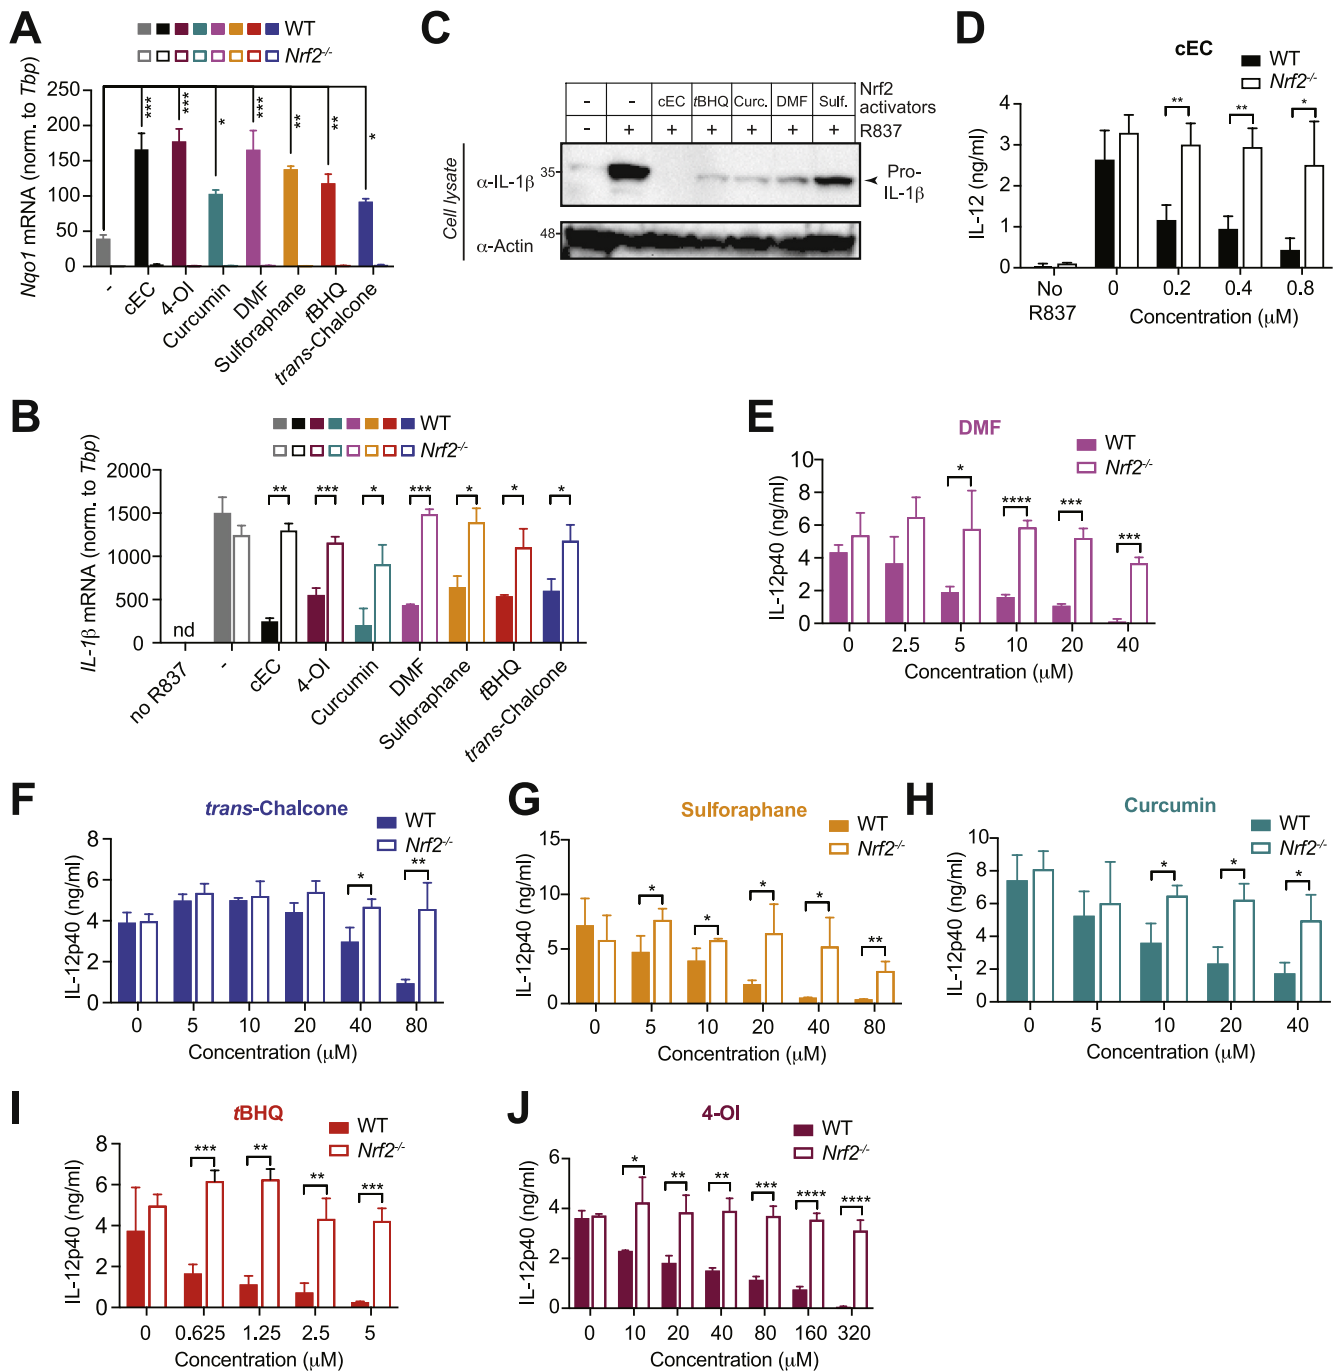 A
WT
Nrf2-/-
Nqo1 mRNA (norm. to Tbp)
250
200
150
100
50
0
*** *** * *** ** ** *
- cEC 4-OI Curcumin DMF Sulforaphane tBHQ trans-Chalcone
B
WT
Nrf2-/-
IL-1β mRNA (norm. to Tbp)
2000
1500
1000
500
0
** *** * *** * * *
nd
no R837 - cEC 4-OI Curcumin DMF Sulforaphane tBHQ trans-Chalcone
C
- - cEC tBHQ Curc. DMF Sulf. Nrf2 activators
- + + + + + + R837
Cell lysate
α-IL-1β
35
Pro-
IL-1β
α-Actin
48
D
cEC
WT
Nrf2-/-
IL-12 (ng/ml)
4
3
2
1
0
** ** *
No R837 0 0.2 0.4 0.8
Concentration (μM)
E
DMF
WT
Nrf2-/-
IL-12p40 (ng/ml)
10
8
6
4
2
0
* **** *** ***
0 2.5 5 10 20 40
Concentration (μM)
F
trans-Chalcone
WT
Nrf2-/-
IL-12p40 (ng/ml)
8
6
4
2
0
* **
0 5 10 20 40 80
Concentration (μM)
G
Sulforaphane
WT
Nrf2-/-
IL-12p40 (ng/ml)
15
10
5
0
* * * * **
0 5 10 20 40 80
Concentration (μM)
H
Curcumin
WT
Nrf2-/-
IL-12p40 (ng/ml)
10
8
6
4
2
0
* * *
0 5 10 20 40
Concentration (μM)
I
tBHQ
WT
Nrf2-/-
IL-12p40 (ng/ml)
8
6
4
2
0
*** ** ** ***
0 0.625 1.25 2.5 5
Concentration (μM)
J
4-OI
WT
Nrf2-/-
IL-12p40 (ng/ml)
6
4
2
0
* ** ** *** **** ****
0 10 20 40 80 160 320
Concentration (μM)